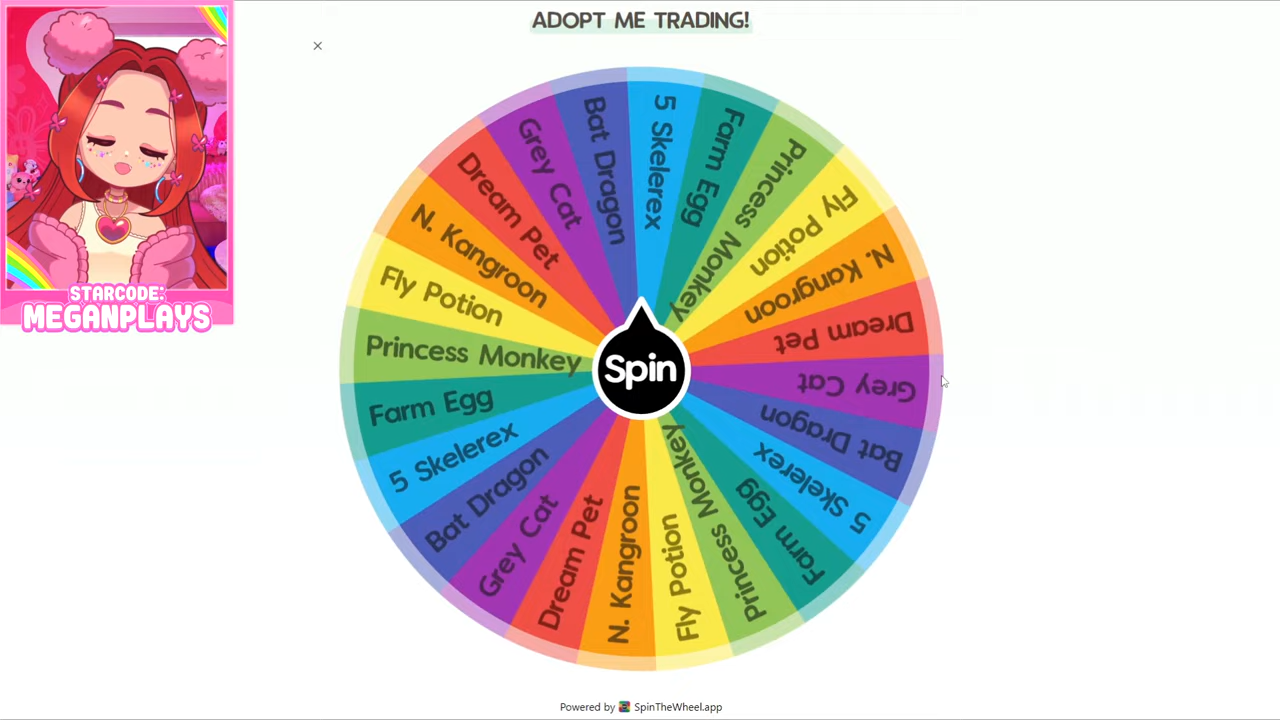 ADOPT ME TRADING!
5 Skelerex
Farm Egg
Princess Monkey
Fly Potion
N. Kangroon
Dream Pet
Grey Cat
Bat Dragon
5 Skelerex
Farm Egg
Princess Monkey
Fly Potion
N. Kangroon
Dream Pet
Grey Cat
Bat Dragon
5 Skelerex
Farm Egg
Princess Monkey
Fly Potion
N. Kangroon
Dream Pet
Grey Cat
Bat Dragon
Spin
STARCODE:
MEGANPLAYS
Powered by SpinTheWheel.app